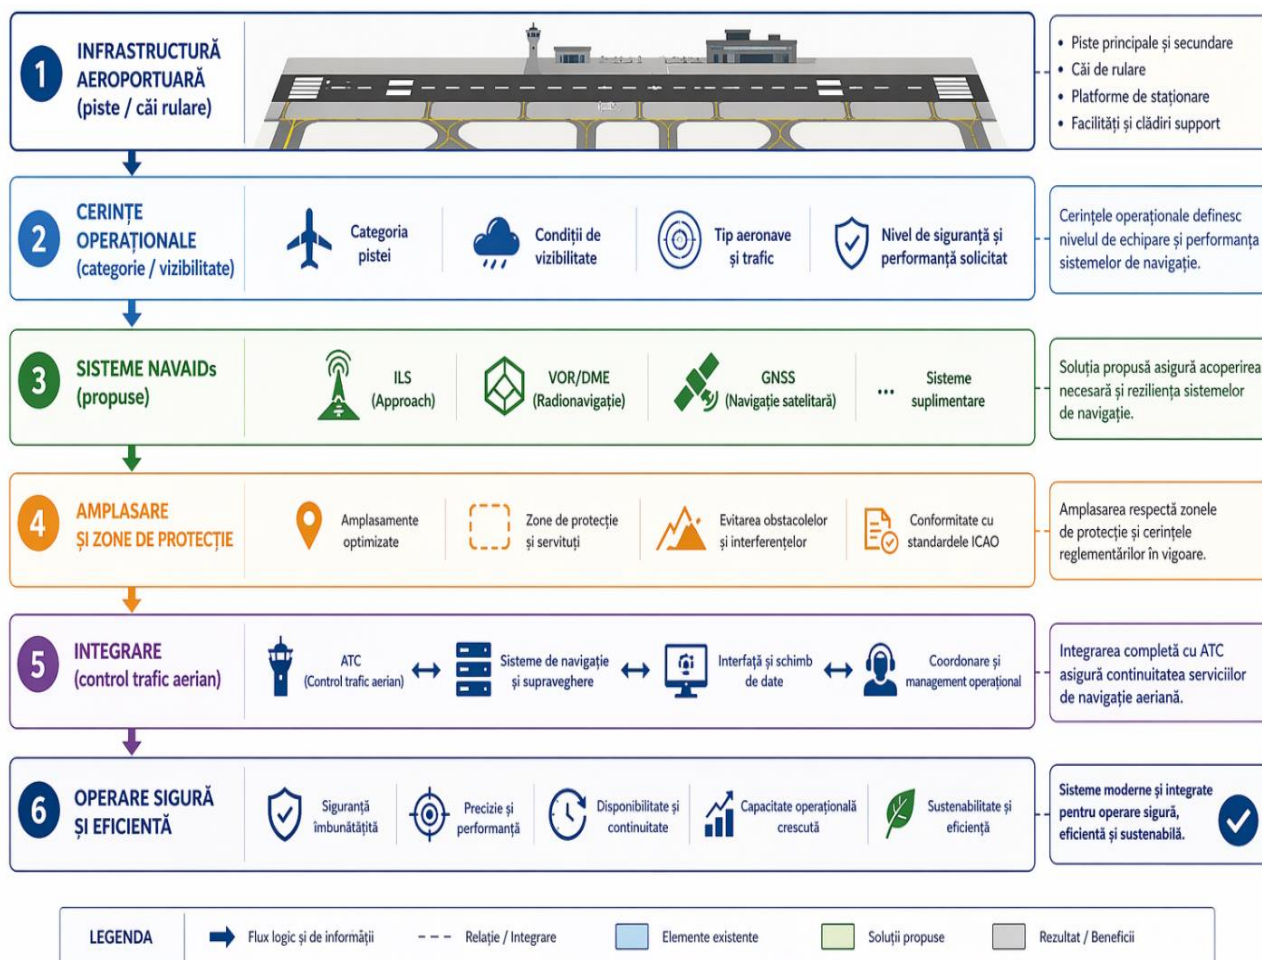 1
INFRASTRUCTURĂ
AEROPORTUARĂ
(piste / căi rulare)
• Piste principale și secundare
• Căi de rulare
• Platforme de staționare
• Facilități și clădiri support
2
CERINȚE
OPERAȚIONALE
(categorie / vizibilitate)
Categoria
pistei
Condiții de
vizibilitate
Tip aeronave
și trafic
Nivel de siguranță și
performanță solicitat
Cerințele operaționale definesc
nivelul de echipare și performanța
sistemelor de navigație.
3
SISTEME NAVAIDs
(propuse)
ILS
(Approach)
VOR/DME
(Radionavigație)
GNSS
(Navigație satelitară)
...
Sisteme
suplimentare
Soluția propusă asigură acoperirea
necesară și reziliența sistemelor
de navigație.
4
AMPLASARE
ȘI ZONE DE PROTECȚIE
Amplasamente
optimizate
Zone de protecție
și servituți
Evitarea obstacolelor
și interferențelor
Conformitate cu
standardele ICAO
Amplasarea respectă zonele
de protecție și cerințele
reglementărilor în vigoare.
5
INTEGRARE
(control trafic aerian)
ATC
(Control trafic aerian)
Sisteme de navigație
și supraveghere
Interfață și schimb
de date
Coordonare și
management operațional
Integrarea completă cu ATC
asigură continuitatea serviciilor
de navigație aeriană.
6
OPERARE SIGURĂ
ȘI EFICIENTĂ
Siguranță
îmbunătățită
Precizie și
performanță
Disponibilitate și
continuitate
Capacitate operațională
crescută
Sustenabilitate și
eficiență
Sisteme moderne și integrate
pentru operare sigură,
eficientă și sustenabilă.
LEGENDA
Flux logic și de informații
Relație / Integrare
Elemente existente
Soluții propuse
Rezultat / Beneficii